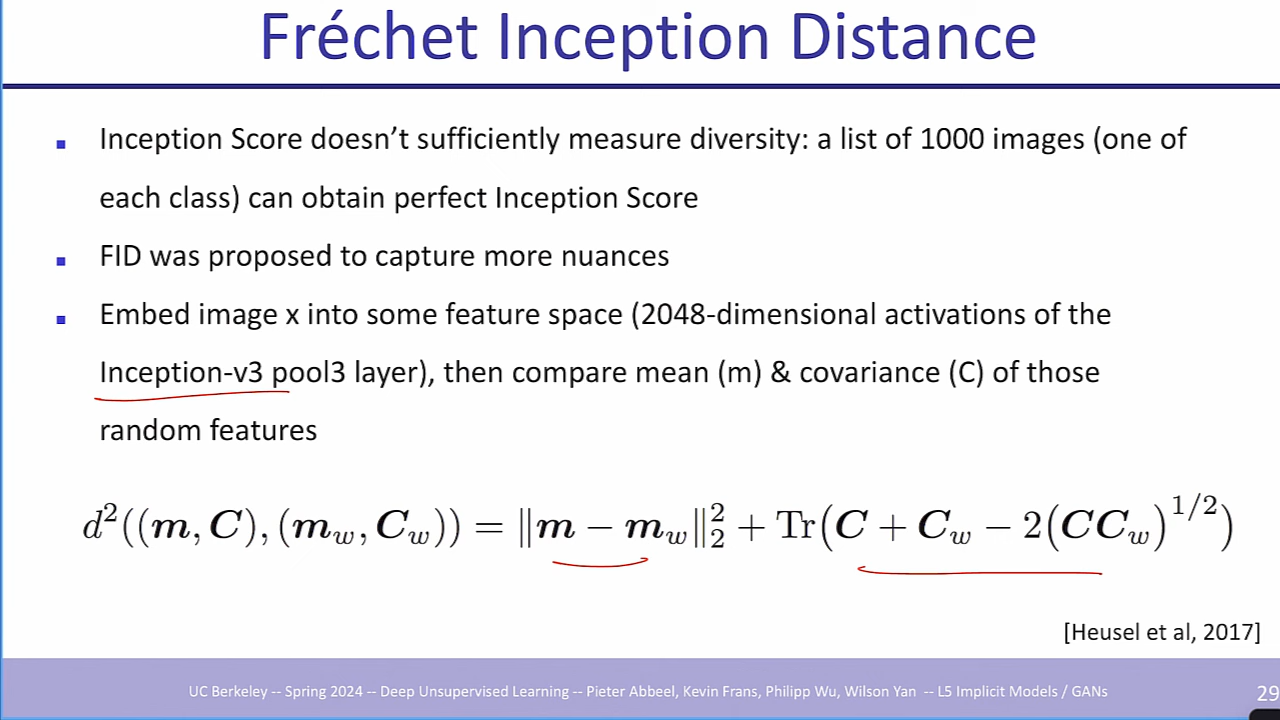 Fréchet Inception Distance
Inception Score doesn’t sufficiently measure diversity: a list of 1000 images (one of
each class) can obtain perfect Inception Score
FID was proposed to capture more nuances
Embed image x into some feature space (2048-dimensional activations of the
Inception-v3 pool3 layer), then compare mean (m) & covariance (C) of those
random features
d²((m, C), (m_w, C_w)) = ‖m − m_w‖₂² + Tr(C + C_w − 2(CC_w)^{1/2})
[Heusel et al, 2017]
UC Berkeley -- Spring 2024 -- Deep Unsupervised Learning -- Pieter Abbeel, Kevin Frans, Philipp Wu, Wilson Yan -- L5 Implicit Models / GANs
29